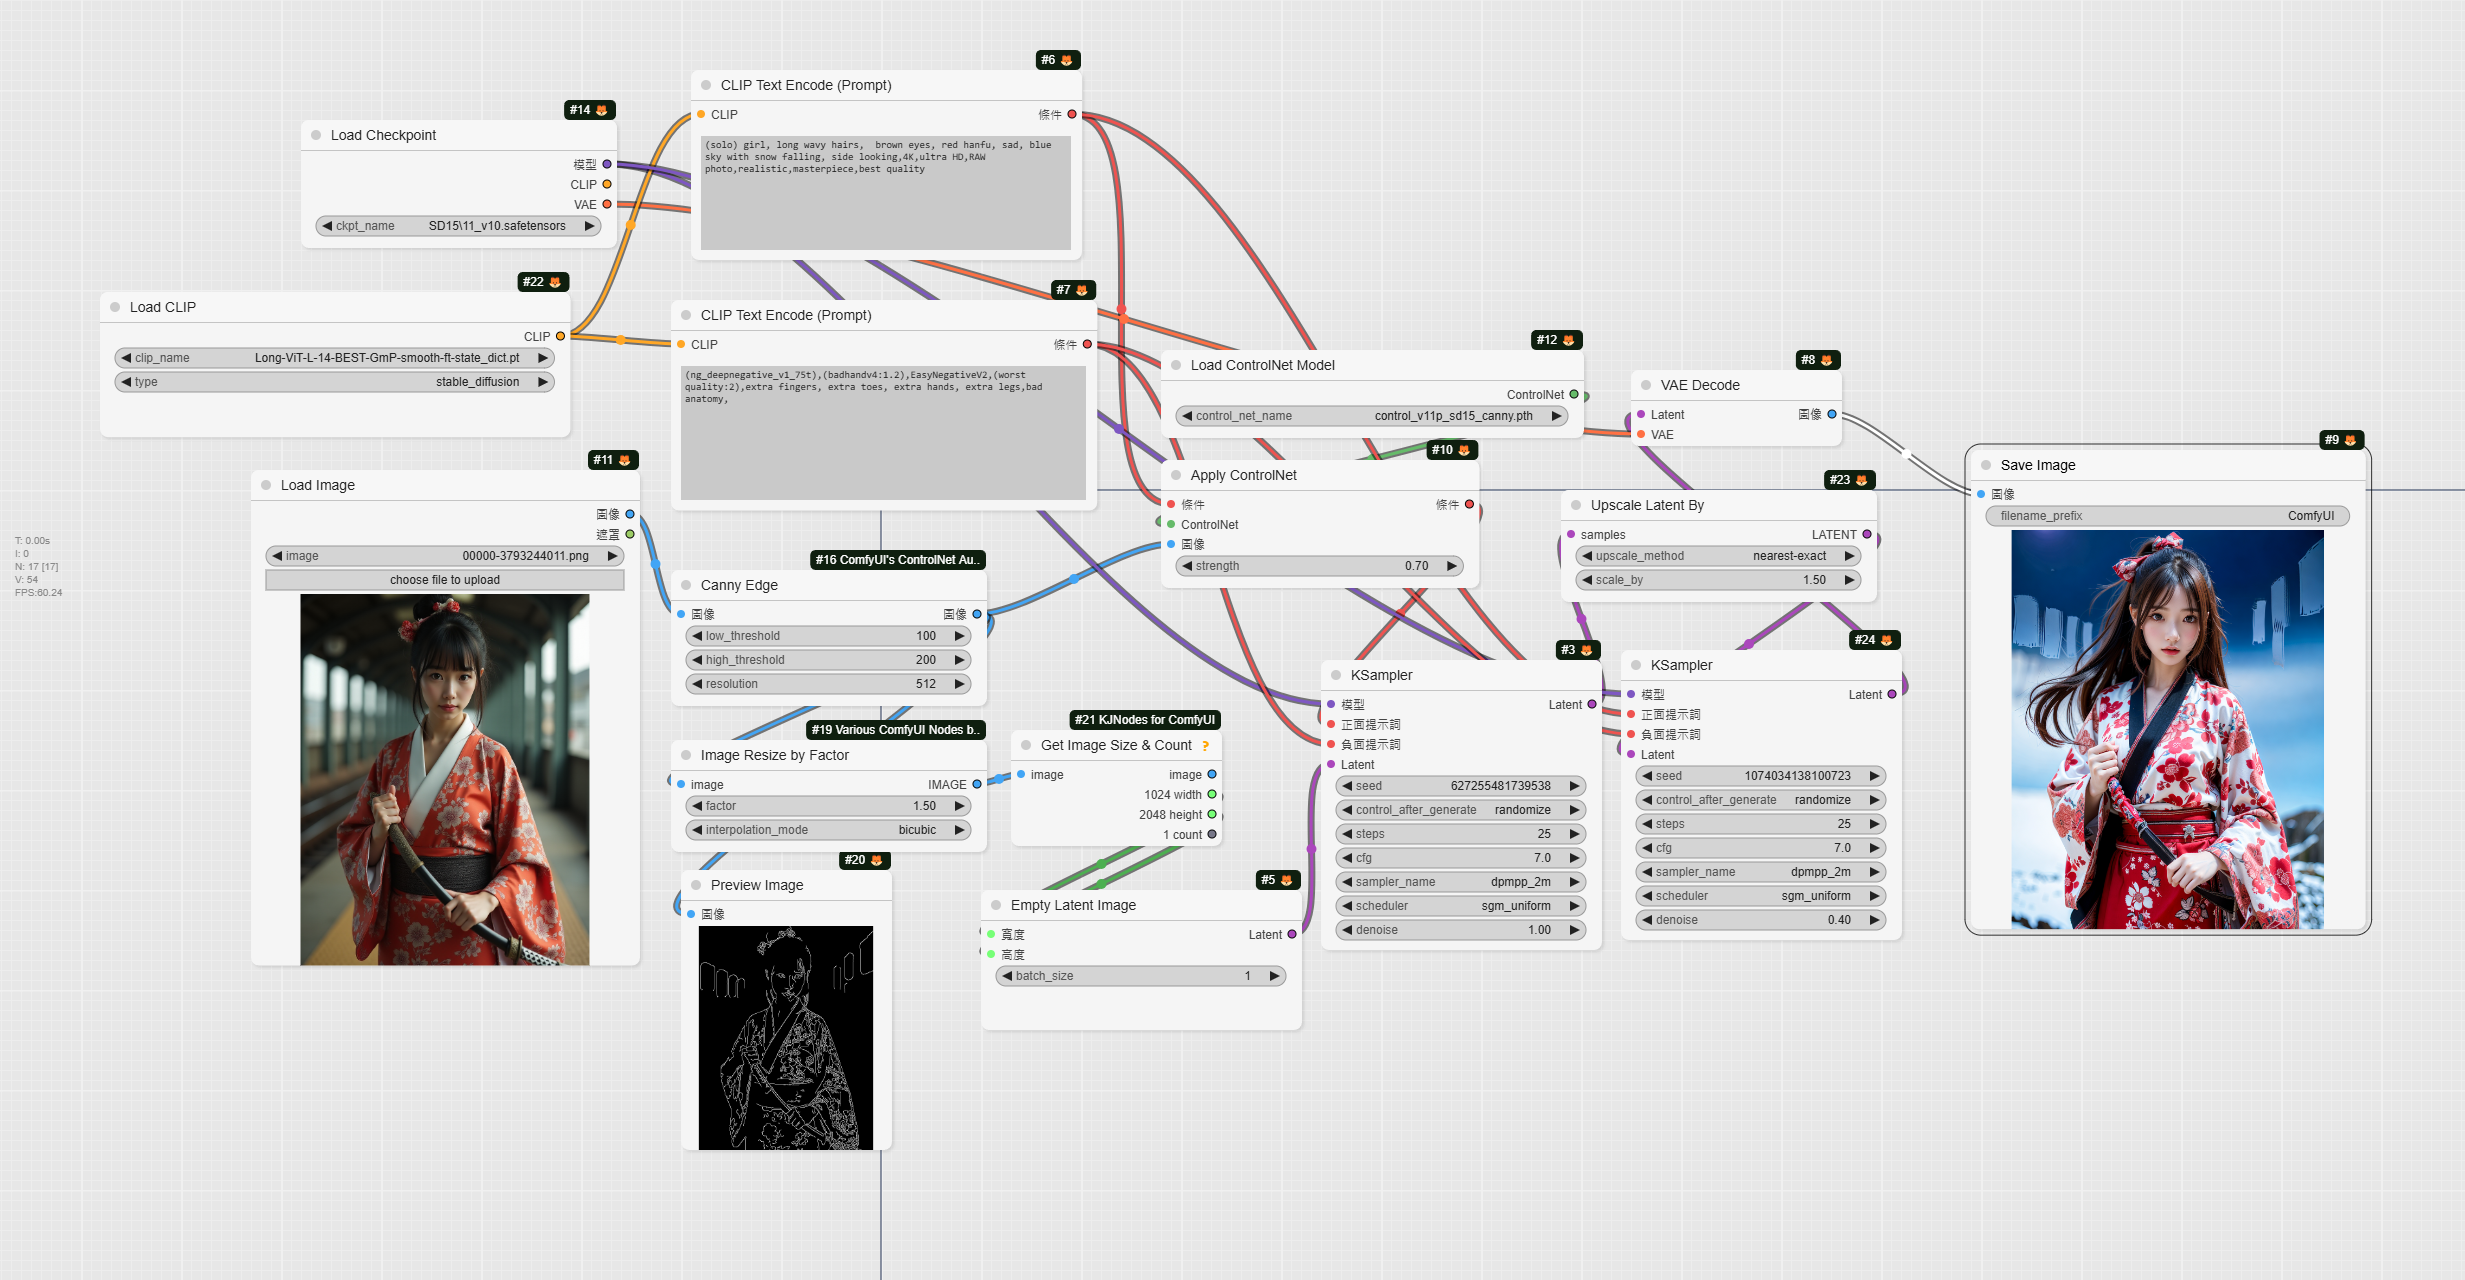 #14
Load Checkpoint
模型
CLIP
VAE
ckpt_name SD15\11_v10.safetensors
#22
Load CLIP
CLIP
clip_name Long-ViT-L-14-BEST-GmP-smooth-ft-state_dict.pt
type stable_diffusion
#6
CLIP Text Encode (Prompt)
CLIP 條件
(solo) girl, long wavy hairs, brown eyes, red hanfu, sad, blue
sky with snow falling, side looking,4K,ultra HD,RAW
photo,realistic,masterpiece,best quality
#7
CLIP Text Encode (Prompt)
CLIP 條件
(ng_deepnegative_v1_75t),(badhandv4:1.2),EasyNegativeV2,(worst
quality:2),extra fingers, extra toes, extra hands, extra legs,bad
anatomy,
#11
Load Image
圖像
遮罩
image 00000-3793244011.png
choose file to upload
T: 0.00s
I: 0
N: 17 [17]
V: 54
FPS:60.24
#16 ComfyUI's ControlNet Au..
Canny Edge
圖像 圖像
low_threshold 100
high_threshold 200
resolution 512
#19 Various ComfyUI Nodes b..
Image Resize by Factor
image IMAGE
factor 1.50
interpolation_mode bicubic
#20
Preview Image
圖像
#21 KJNodes for ComfyUI
Get Image Size & Count ?
image image
1024 width
2048 height
1 count
#5
Empty Latent Image
寬度 Latent
高度
batch_size 1
#12
Load ControlNet Model
ControlNet
control_net_name control_v11p_sd15_canny.pth
#10
Apply ControlNet
條件 條件
ControlNet
圖像
strength 0.70
#3
KSampler
模型 Latent
正面提示詞
負面提示詞
Latent
seed 627255481739538
control_after_generate randomize
steps 25
cfg 7.0
sampler_name dpmpp_2m
scheduler sgm_uniform
denoise 1.00
#8
VAE Decode
Latent 圖像
VAE
#23
Upscale Latent By
samples LATENT
upscale_method nearest-exact
scale_by 1.50
#24
KSampler
模型 Latent
正面提示詞
負面提示詞
Latent
seed 1074034138100723
control_after_generate randomize
steps 25
cfg 7.0
sampler_name dpmpp_2m
scheduler sgm_uniform
denoise 0.40
#9
Save Image
圖像
filename_prefix ComfyUI